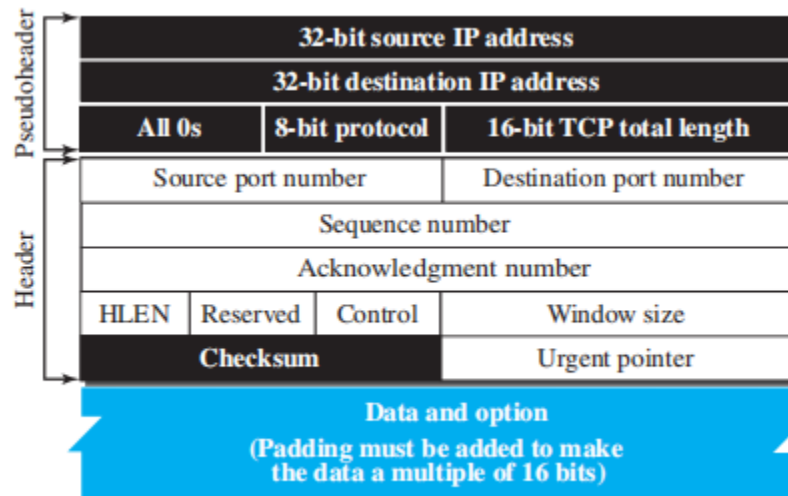 Pseudoheader
32-bit source IP address
32-bit destination IP address
All 0s 8-bit protocol 16-bit TCP total length
Header
Source port number Destination port number
Sequence number
Acknowledgment number
HLEN Reserved Control Window size
Checksum Urgent pointer
Data and option
(Padding must be added to make
the data a multiple of 16 bits)